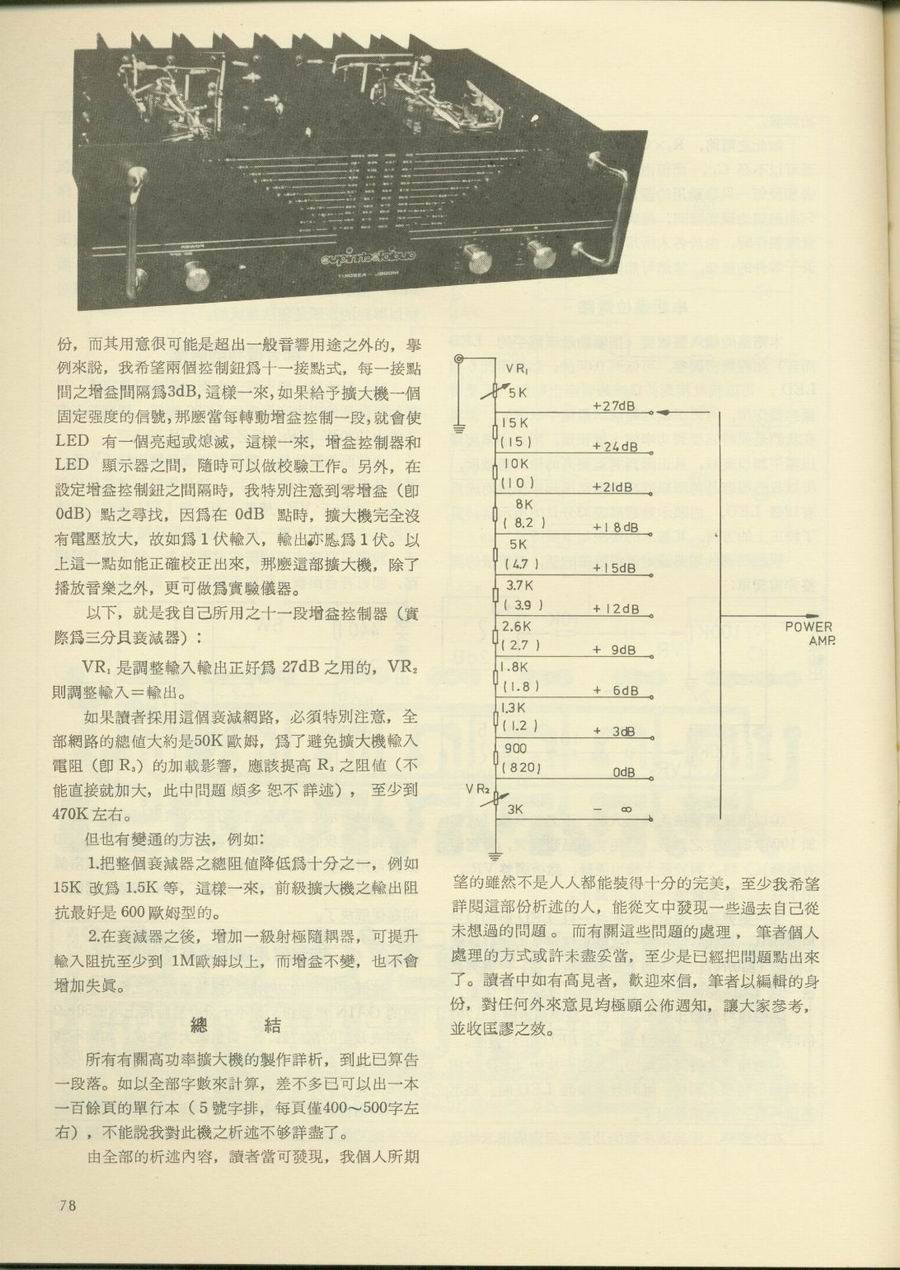 份，而其用意很可能是超出一般音響用途之外的，舉
例來說，我希望兩個控制鈕爲十一接點式，每一接點
間之增益間隔爲3dB，這樣一來，如果給予擴大機一個
固定强度的信號，那麼當每轉動增益控制一段，就會使
LED 有一個亮起或熄滅，這樣一來，增益控制器和
LED 顯示器之間，隨時可以做校驗工作。另外，在
設定增益控制鈕之間隔時，我特別注意到零增益（卽
0dB）點之尋找，因爲在 0dB 點時，擴大機完全沒
有電壓放大，故如爲１伏輸入，輸出亦應爲１伏。以
上這一點如能正確校正出來，那麼這部擴大機，除了
播放音樂之外，更可做爲實驗儀器。
以下，就是我自己所用之十一段增益控制器（實
際爲三分貝衰減器）：
VR₁ 是調整輸入輸出正好爲 27dB 之用的，VR₂
則調整輸入＝輸出。
如果讀者採用這個衰減網路，必須特別注意，全
部網路的總値大約是50K 歐姆，爲了避免擴大機輸入
電阻（卽 R₃）的加載影響，應該提高 R₃ 之阻値（不
能直接就加大，此中問題 頗多 恕不 詳述），至少到
470K 左右。
但也有變通的方法，例如：
1.把整個衰減器之總阻値降低爲十分之一，例如
15K 改爲 1.5K 等，這樣一來，前級擴大機之輸出阻
抗最好是 600 歐姆型的。
2.在衰減器之後，增加一級射極隨耦器，可提升
輸入阻抗至少到 1M歐姆以上，而增益不變，也不會
增加失眞。
總 結
所有有關高功率擴大機的製作詳析，到此已算告
一段落。如以全部字數來計算，差不多已可以出一本
一百餘頁的單行本（５號字排，每頁僅400～500字左
右），不能說我對此機之析述不够詳盡了。
由全部的析述內容，讀者當可發現，我個人所期
VR₁
5K
+27dB
15K
(15)
+24dB
10K
(10)
+21dB
8K
(8.2)
+18dB
5K
(4.7)
+15dB
3.7K
(3.9)
+12dB
2.6K
(2.7)
+ 9dB
1.8K
(1.8)
+ 6dB
1.3K
(1.2)
+ 3dB
900
(820)
0dB
VR₂
3K
− ∞
POWER
AMP.
望的雖然不是人人都能裝得十分的完美，至少我希望
詳閱這部份析述的人，能從文中發現一些過去自己從
未想過的問題 。 而有關這些問題的處理 ， 筆者個人
處理的方式或許未盡妥當，至少是已經把問題點出來
了。讀者中如有高見者，歡迎來信，筆者以編輯的身
份，對任何外來意見均極願公佈週知，讓大家參考，
並收匡謬之效。
78